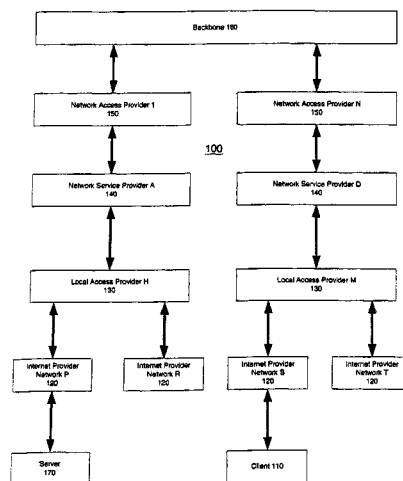 Backbone 160
Network Access Provider 1
150
Network Access Provider N
150
100
Network Service Provider A
140
Network Service Provider D
140
Local Access Provider H
130
Local Access Provider M
130
Internet Provider
Network P
120
Internet Provider
Network R
120
Internet Provider
Network S
120
Internet Provider
Network T
120
Server
170
Client 110